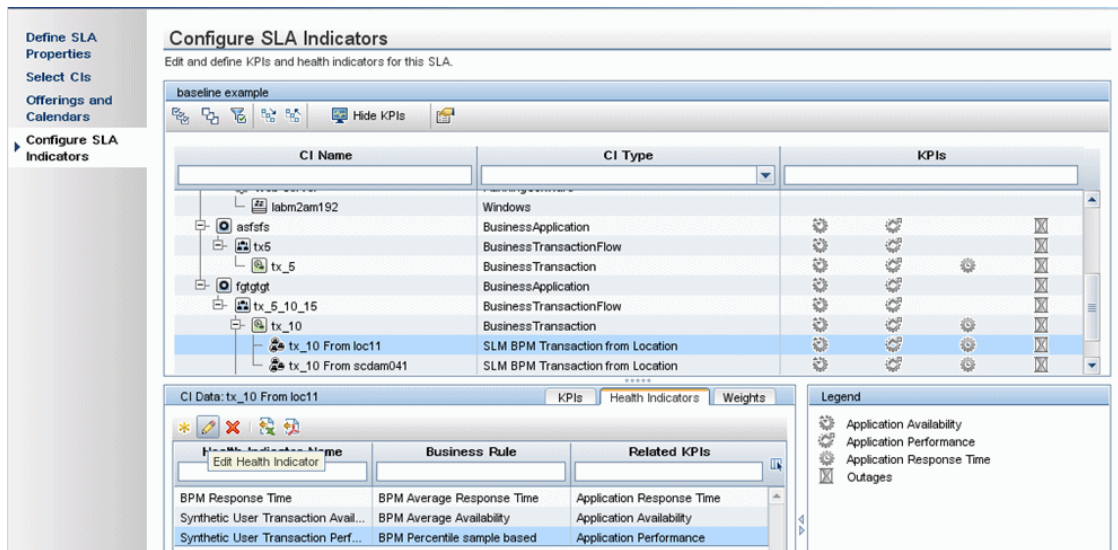 Define SLA
Properties
Select CIs
Offerings and
Calendars
Configure SLA
Indicators
Configure SLA Indicators
Edit and define KPIs and health indicators for this SLA.
baseline example
Hide KPIs
CI Name CI Type KPIs
labm2am192 Windows
asfsfs BusinessApplication
tx5 BusinessTransactionFlow
tx_5 BusinessTransaction
fgtgtgt BusinessApplication
tx_5_10_15 BusinessTransactionFlow
tx_10 BusinessTransaction
tx_10 From loc11 SLM BPM Transaction from Location
tx_10 From scdam041 SLM BPM Transaction from Location
CI Data: tx_10 From loc11 KPIs Health Indicators Weights
Name Business Rule Related KPIs
Edit Health Indicator
BPM Response Time BPM Average Response Time Application Response Time
Synthetic User Transaction Avail... BPM Average Availability Application Availability
Synthetic User Transaction Perf... BPM Percentile sample based Application Performance
Legend
Application Availability
Application Performance
Application Response Time
Outages